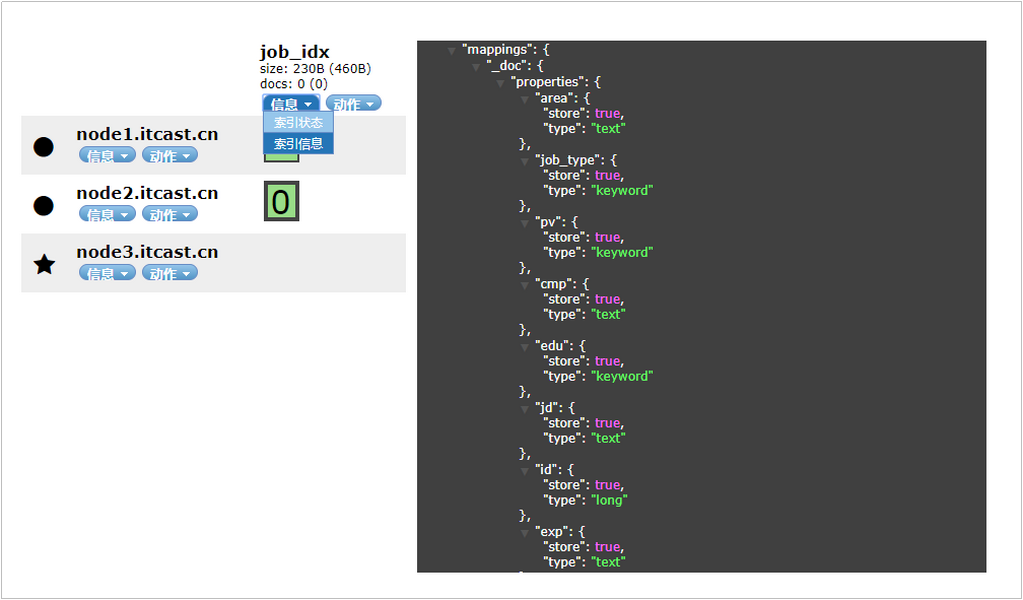 job_idx
size: 230B (460B)
docs: 0 (0)
信息 动作
索引状态
索引信息
node1.itcast.cn
信息 动作
node2.itcast.cn
信息 动作
0
node3.itcast.cn
信息 动作
"mappings": {
"_doc": {
"properties": {
"area": {
"store": true,
"type": "text"
},
"job_type": {
"store": true,
"type": "keyword"
},
"pv": {
"store": true,
"type": "keyword"
},
"cmp": {
"store": true,
"type": "text"
},
"edu": {
"store": true,
"type": "keyword"
},
"jd": {
"store": true,
"type": "text"
},
"id": {
"store": true,
"type": "long"
},
"exp": {
"store": true,
"type": "text"